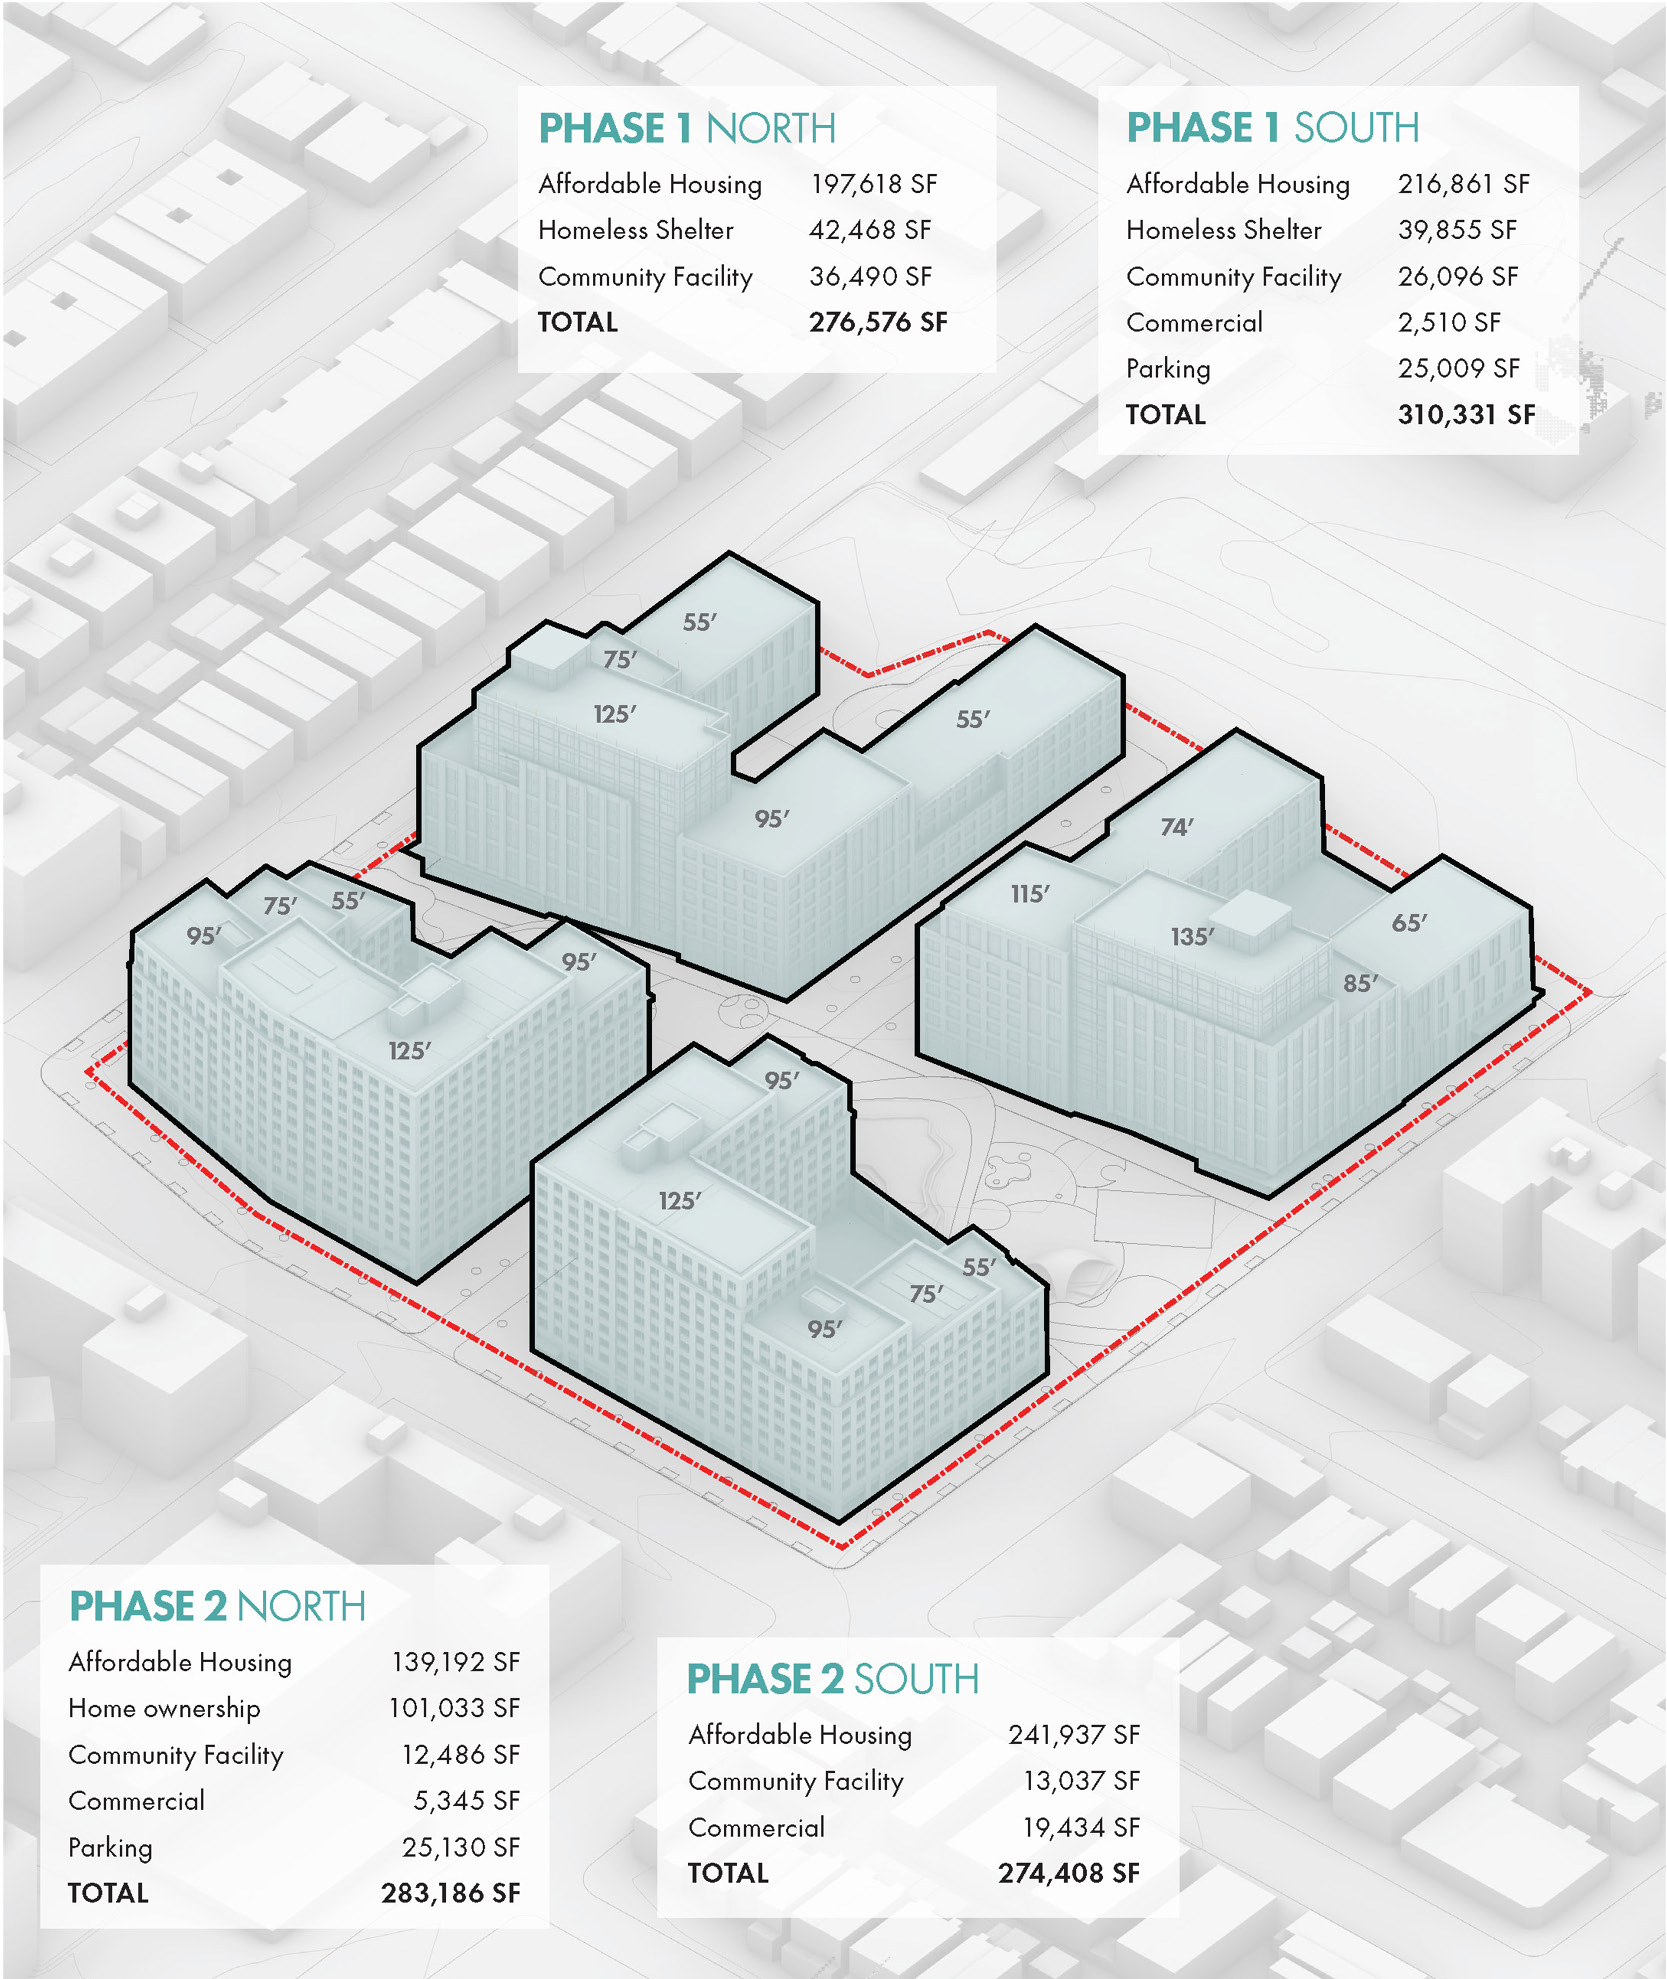 PHASE 1 NORTH
Affordable Housing 197,618 SF
Homeless Shelter 42,468 SF
Community Facility 36,490 SF
TOTAL 276,576 SF
PHASE 1 SOUTH
Affordable Housing 216,861 SF
Homeless Shelter 39,855 SF
Community Facility 26,096 SF
Commercial 2,510 SF
Parking 25,009 SF
TOTAL 310,331 SF
55’
75’
125’
55’
95’
74’
115’
135’
65’
85’
55’
75’
95’
95’
125’
95’
125’
55’
75’
95’
PHASE 2 NORTH
Affordable Housing 139,192 SF
Home ownership 101,033 SF
Community Facility 12,486 SF
Commercial 5,345 SF
Parking 25,130 SF
TOTAL 283,186 SF
PHASE 2 SOUTH
Affordable Housing 241,937 SF
Community Facility 13,037 SF
Commercial 19,434 SF
TOTAL 274,408 SF